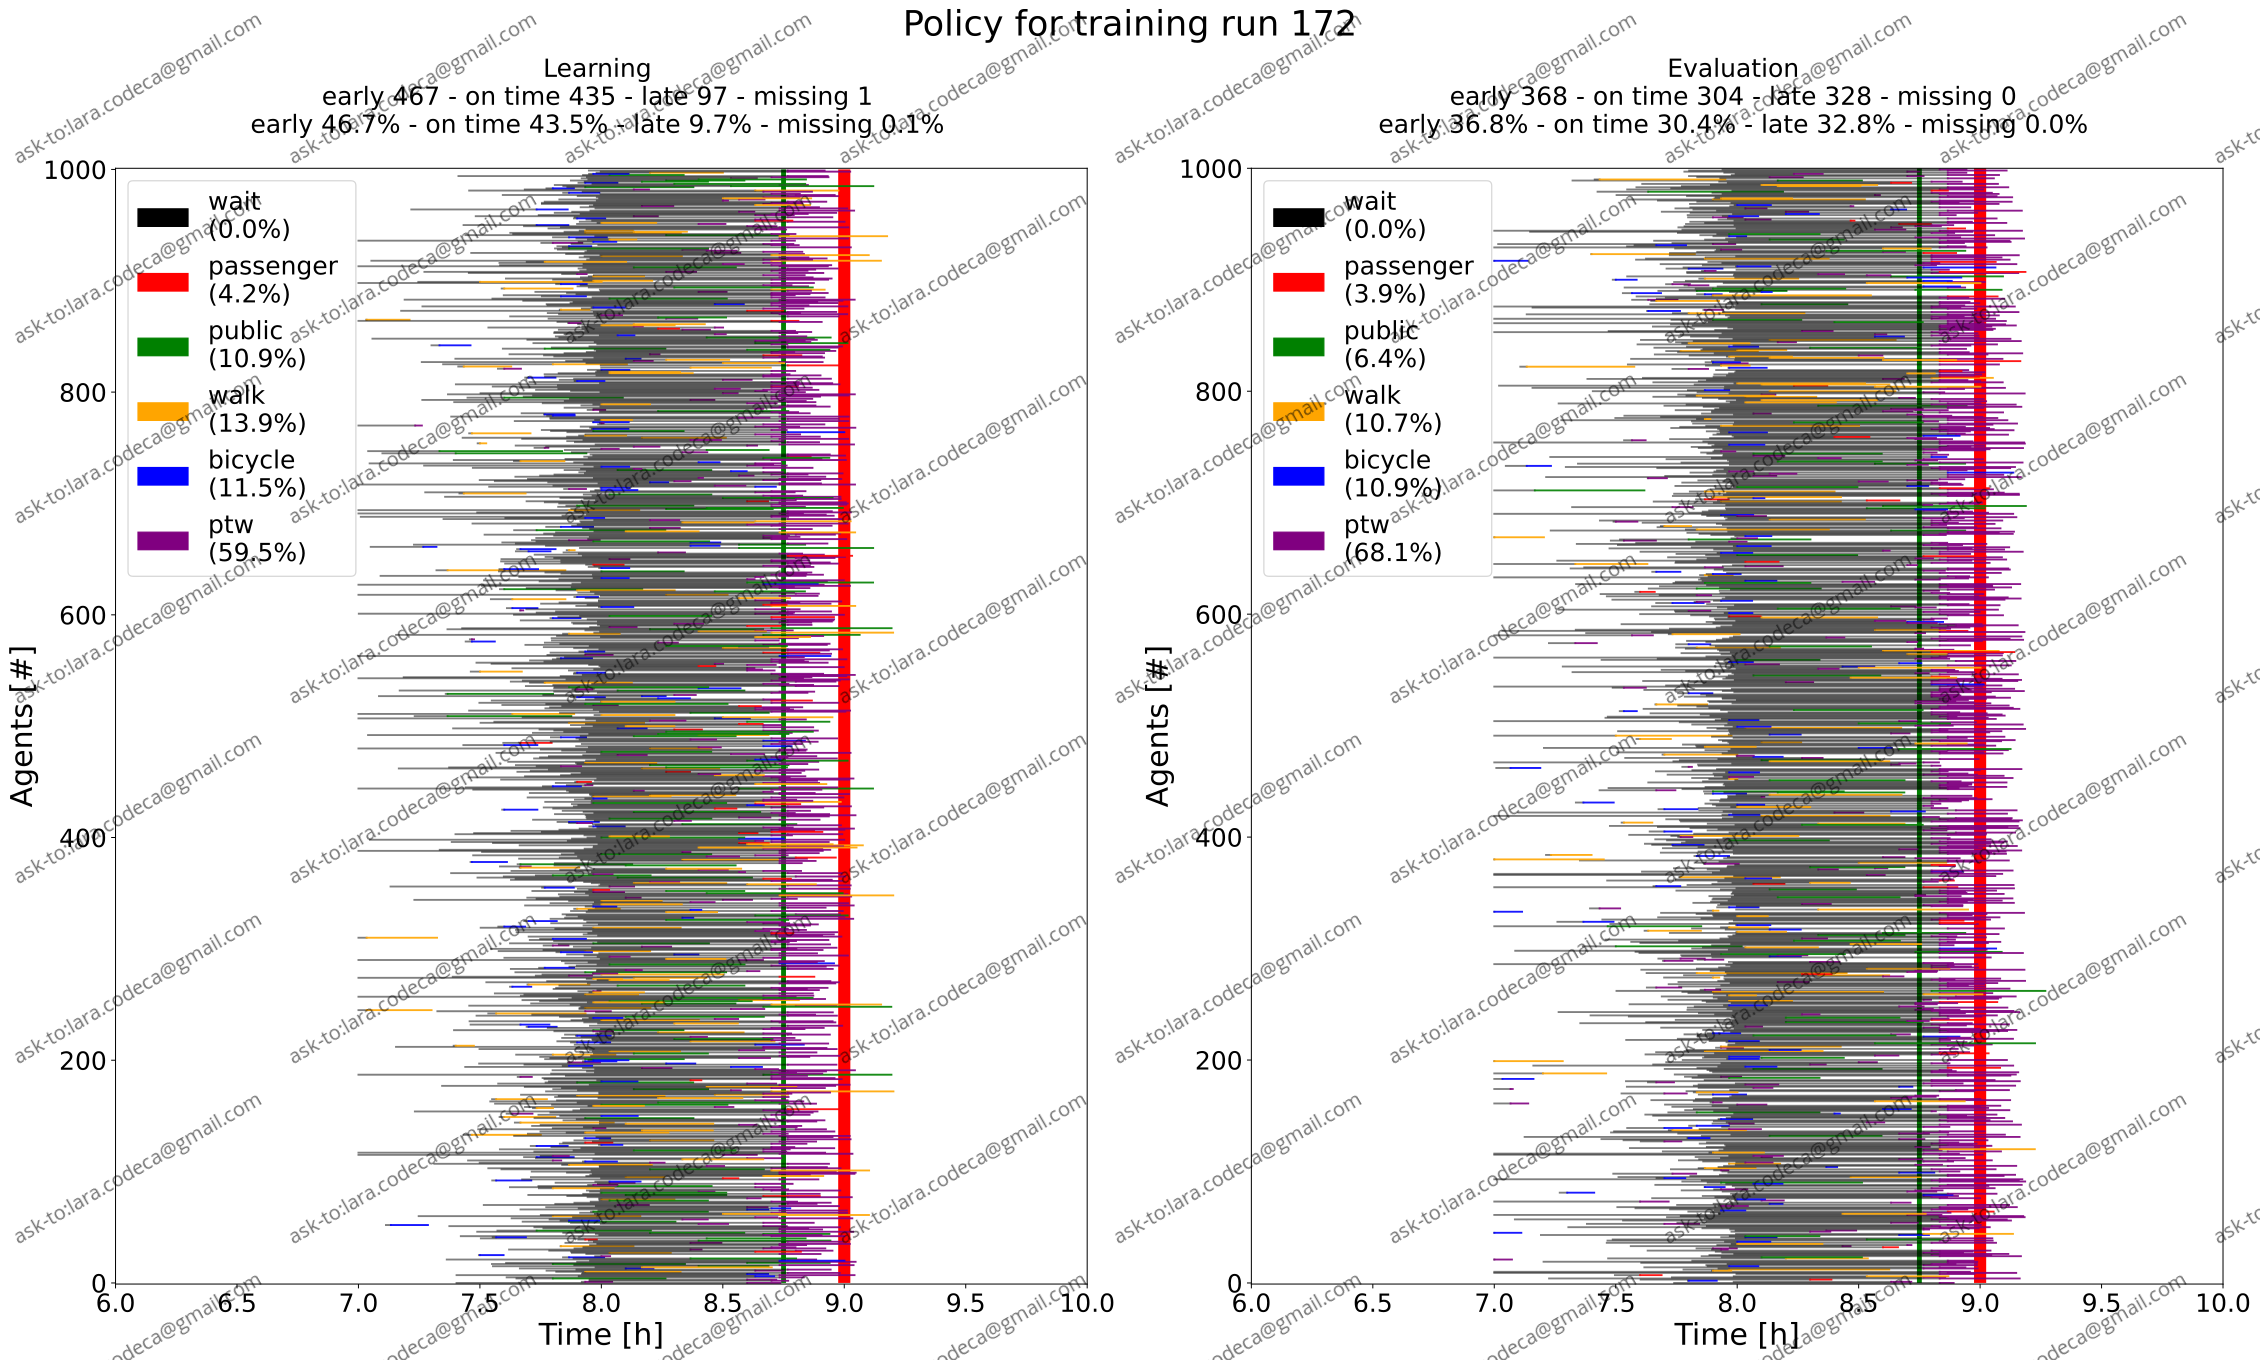 Policy for training run 172
Learning
early 467 - on time 435 - late 97 - missing 1
early 46.7% - on time 43.5% - late 9.7% - missing 0.1%
Agents [#]
1000
800
600
400
200
0
wait
(0.0%)
passenger
(4.2%)
public
(10.9%)
walk
(13.9%)
bicycle
(11.5%)
ptw
(59.5%)
6.0 6.5 7.0 7.5 8.0 8.5 9.0 9.5 10.0
Time [h]
Evaluation
early 368 - on time 304 - late 328 - missing 0
early 36.8% - on time 30.4% - late 32.8% - missing 0.0%
Agents [#]
1000
800
600
400
200
0
wait
(0.0%)
passenger
(3.9%)
public
(6.4%)
walk
(10.7%)
bicycle
(10.9%)
ptw
(68.1%)
6.0 6.5 7.0 7.5 8.0 8.5 9.0 9.5 10.0
Time [h]
ask-to:lara.codeca@gmail.com